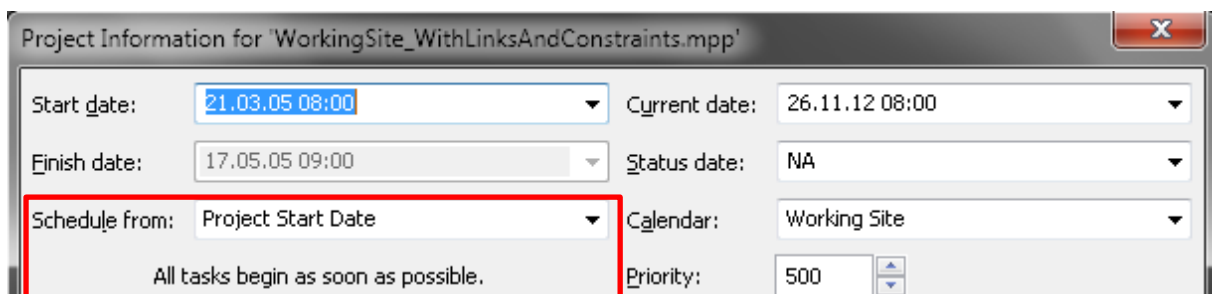 Project Information for 'WorkingSite_WithLinksAndConstraints.mpp'
x
Start date: 21.03.05 08:00 Current date: 26.11.12 08:00
Finish date: 17.05.05 09:00 Status date: NA
Schedule from: Project Start Date Calendar: Working Site
All tasks begin as soon as possible. Priority: 500